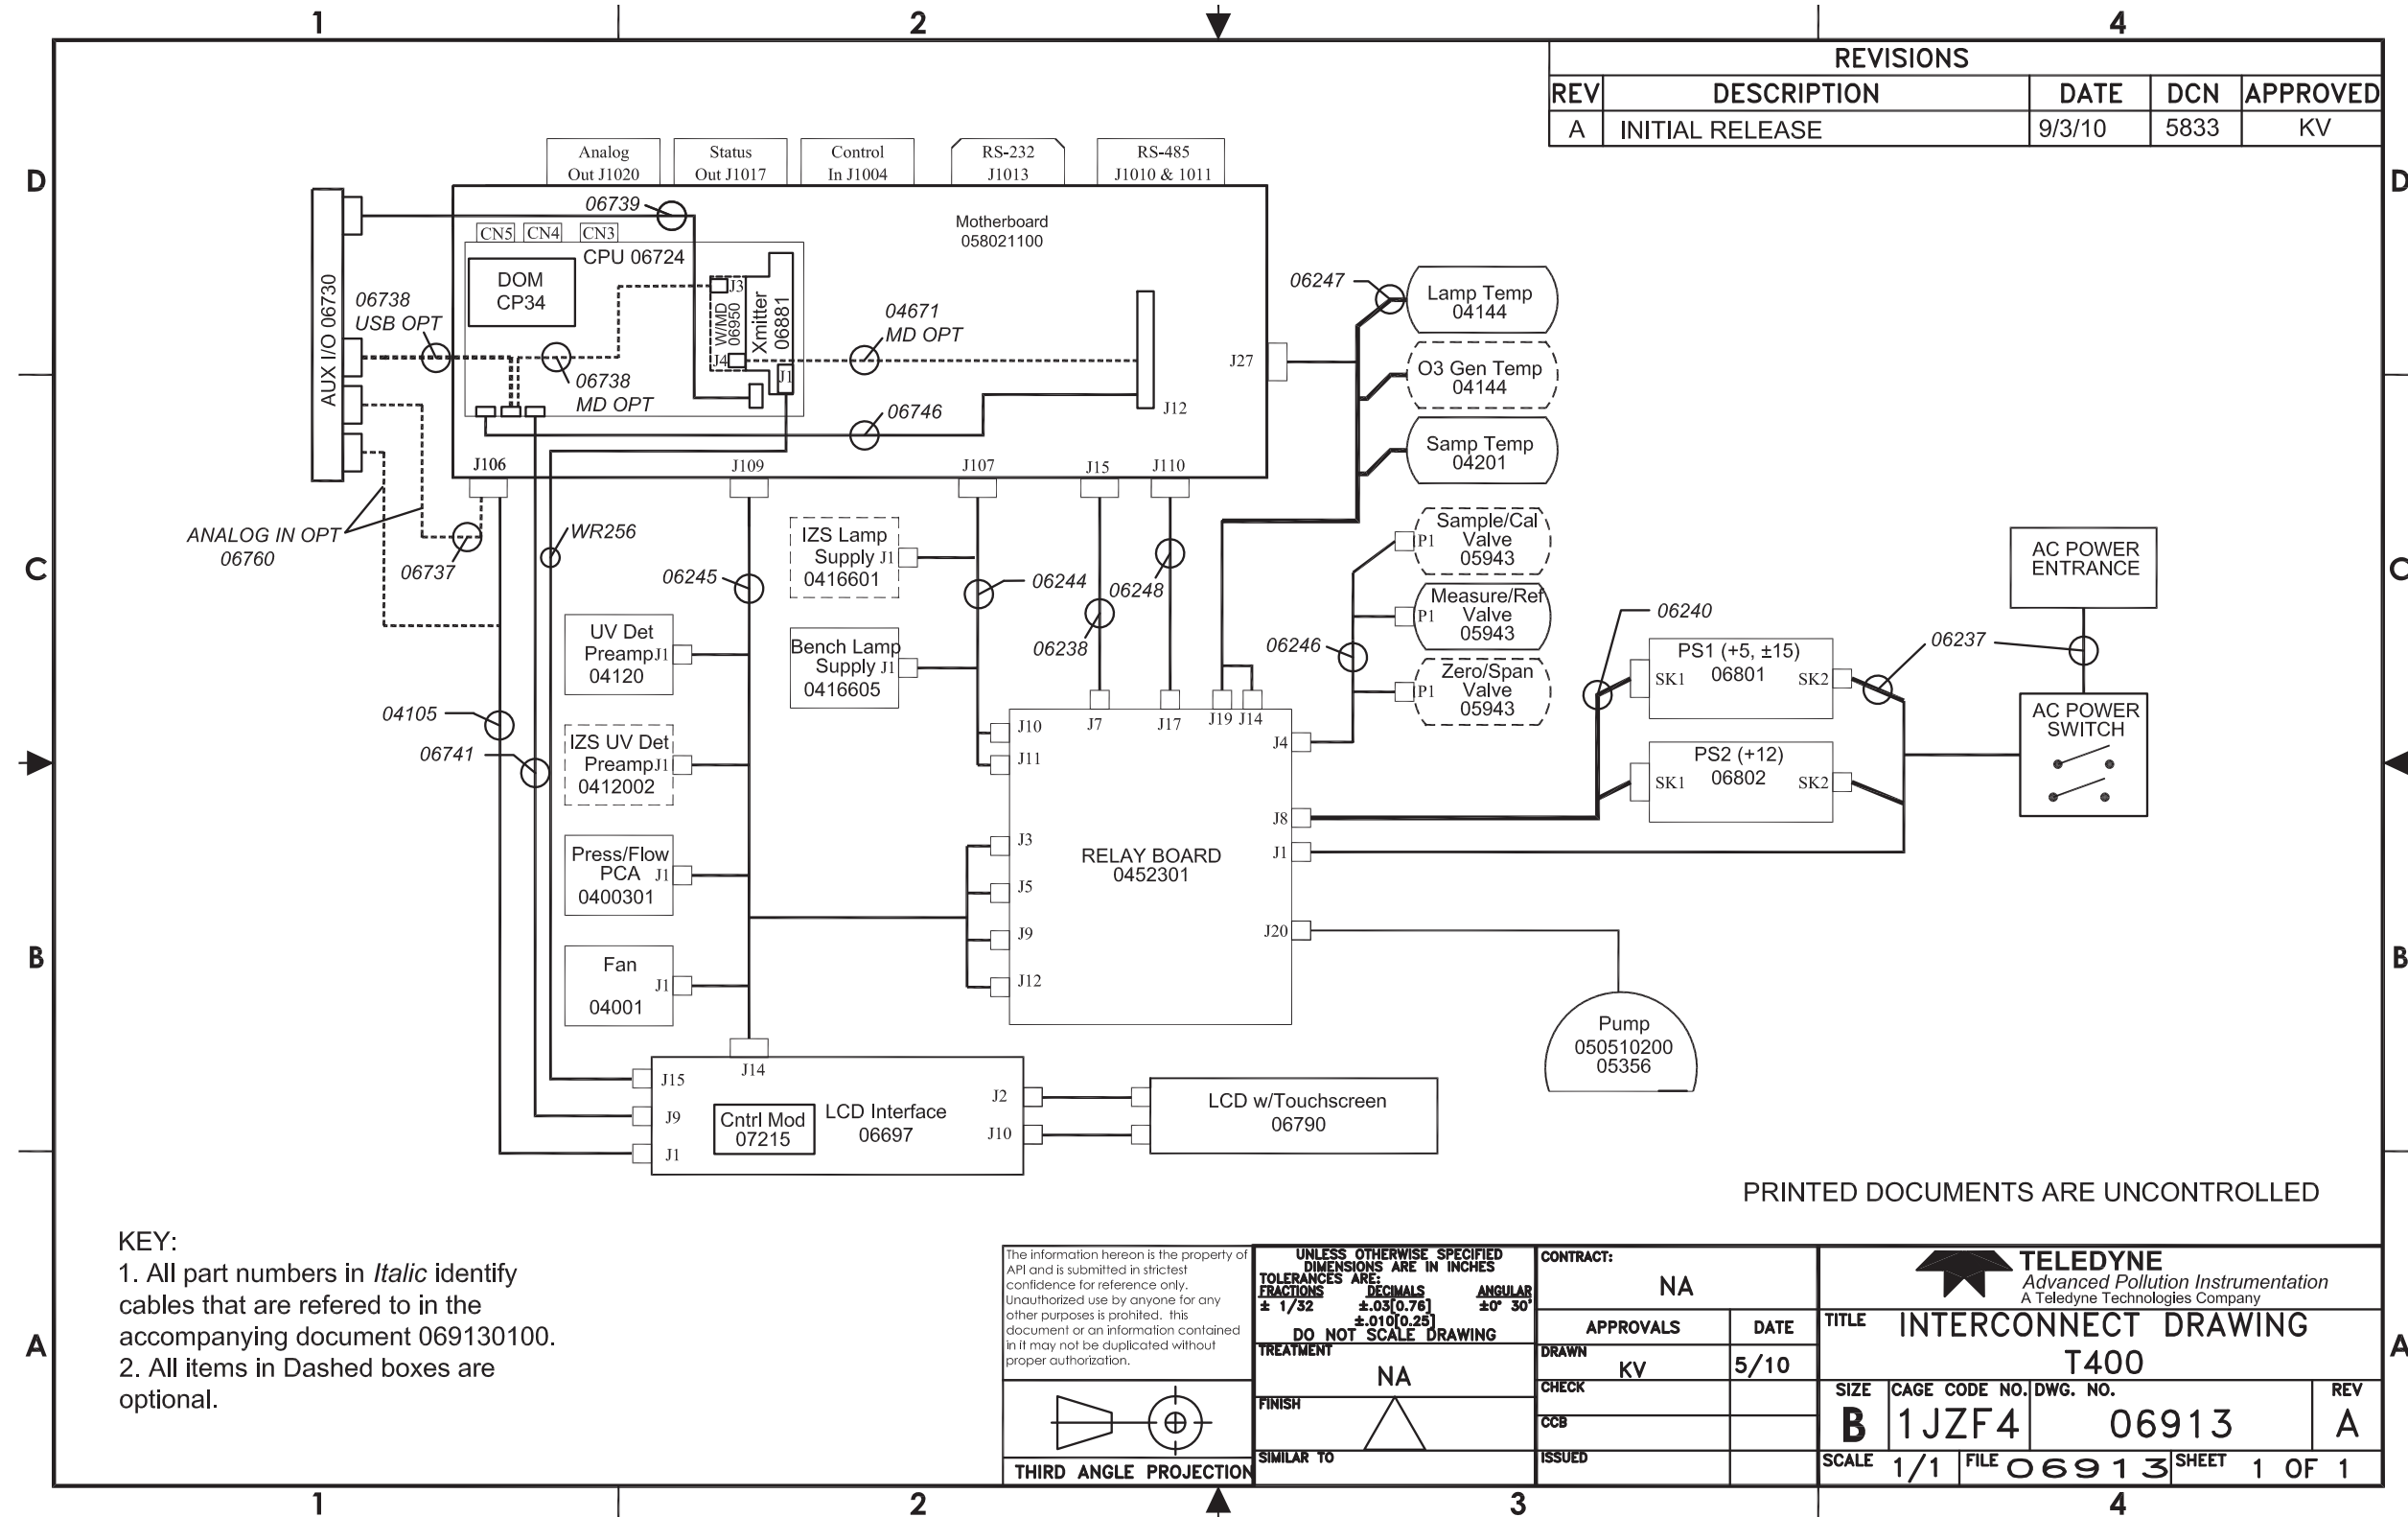 1
2
4
REVISIONS
REV DESCRIPTION DATE DCN APPROVED
A INITIAL RELEASE 9/3/10 5833 KV
D
D
Analog
Out J1020
Status
Out J1017
Control
In J1004
RS-232
J1013
RS-485
J1010 & 1011
06739
Motherboard
058021100
CN5 CN4 CN3
CPU 06724
DOM
CP34
AUX I/O 06730
06738
USB OPT
J3
W/MD
06950
Xmitter
06881
J4
J1
04671
MD OPT
06738
MD OPT
06746
J12
J27
J106
J109
J107
J15
J110
06247
Lamp Temp
04144
O3 Gen Temp
04144
Samp Temp
04201
ANALOG IN OPT
06760
06737
WR256
06245
IZS Lamp
Supply J1
0416601
06244
06248
06238
Bench Lamp
Supply J1
0416605
UV Det
Preamp J1
04120
04105
06741
IZS UV Det
Preamp J1
0412002
Press/Flow
PCA J1
0400301
Fan
J1
04001
C
C
Sample/Cal
P1 Valve
05943
Measure/Ref
P1 Valve
05943
06246
Zero/Span
P1 Valve
05943
AC POWER
ENTRANCE
06240
06237
PS1 (+5, ±15)
SK1 06801 SK2
PS2 (+12)
SK1 06802 SK2
AC POWER
SWITCH
J10
J11
J7
J17
J19 J14
J4
J3
J5
J9
J12
J8
J1
J20
RELAY BOARD
0452301
B
B
Pump
050510200
05356
J14
J15
J9
J1
Cntrl Mod
07215
LCD Interface
06697
J2
J10
LCD w/Touchscreen
06790
PRINTED DOCUMENTS ARE UNCONTROLLED
KEY:
1. All part numbers in Italic identify
cables that are refered to in the
accompanying document 069130100.
2. All items in Dashed boxes are
optional.
A
A
The information hereon is the property of
API and is submitted in strictest
confidence for reference only.
Unauthorized use by anyone for any
other purposes is prohited. this
document or an information contained
in it may not be duplicated without
proper authorization.
THIRD ANGLE PROJECTION
UNLESS OTHERWISE SPECIFIED
DIMENSIONS ARE IN INCHES
TOLERANCES ARE:
FRACTIONS DECIMALS ANGULAR
± 1/32 ±.03[0.76] ±0° 30'
±.010[0.25]
DO NOT SCALE DRAWING
TREATMENT
NA
FINISH
SIMILAR TO
CONTRACT:
NA
APPROVALS DATE
DRAWN KV 5/10
CHECK
CCB
ISSUED
TELEDYNE
Advanced Pollution Instrumentation
A Teledyne Technologies Company
TITLE INTERCONNECT DRAWING
T400
SIZE CAGE CODE NO. DWG. NO. REV
B 1JZF4 06913 A
SCALE 1/1 FILE 06913 SHEET 1 OF 1
1
2
3
4